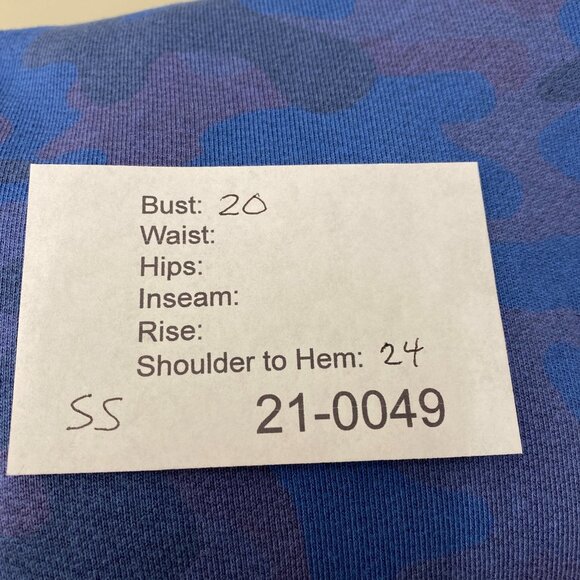 Bust: 20
Waist:
Hips:
Inseam:
Rise:
Shoulder to Hem: 24
SS 21-0049